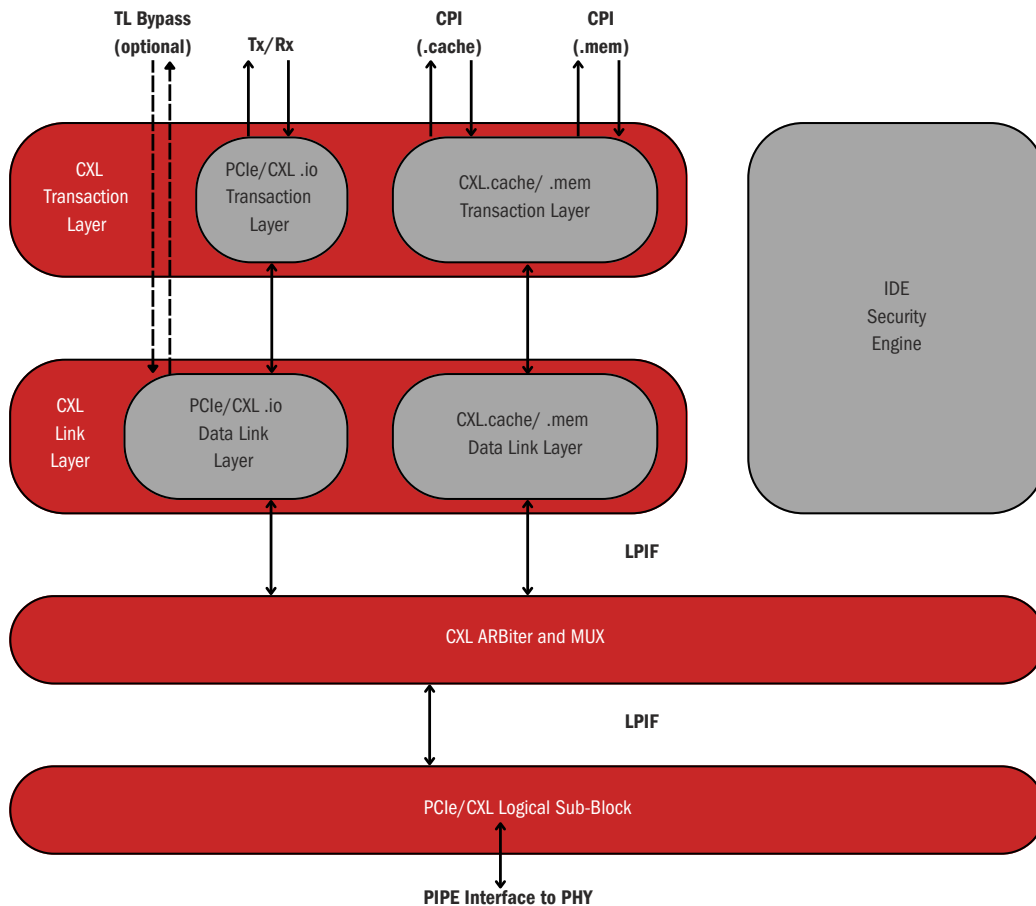 TL Bypass
(optional)
Tx/Rx
CPI
(.cache)
CPI
(.mem)
CXL
Transaction
Layer
PCIe/CXL .io
Transaction
Layer
CXL.cache/ .mem
Transaction Layer
IDE
Security
Engine
CXL
Link
Layer
PCIe/CXL .io
Data Link
Layer
CXL.cache/ .mem
Data Link Layer
LPIF
CXL ARBiter and MUX
LPIF
PCIe/CXL Logical Sub-Block
PIPE Interface to PHY